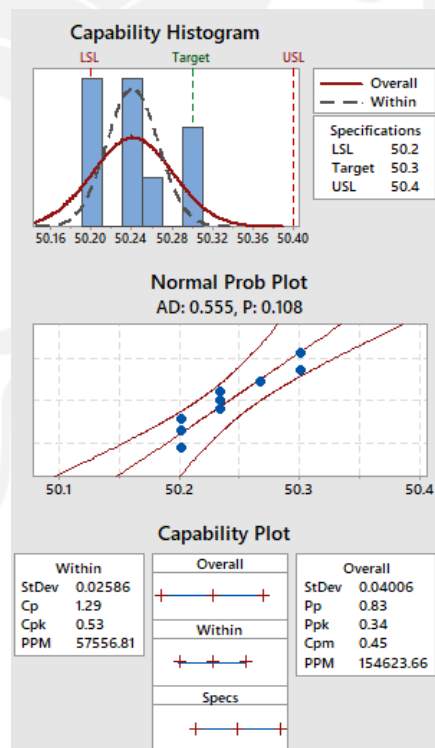 Capability Histogram
LSL Target USL
Overall
Within
Specifications
LSL 50.2
Target 50.3
USL 50.4
50.16 50.20 50.24 50.28 50.32 50.36 50.40
Normal Prob Plot
AD: 0.555, P: 0.108
50.1 50.2 50.3 50.4
Capability Plot
Within
StDev 0.02586
Cp 1.29
Cpk 0.53
PPM 57556.81
Overall
Within
Specs
Overall
StDev 0.04006
Pp 0.83
Ppk 0.34
Cpm 0.45
PPM 154623.66